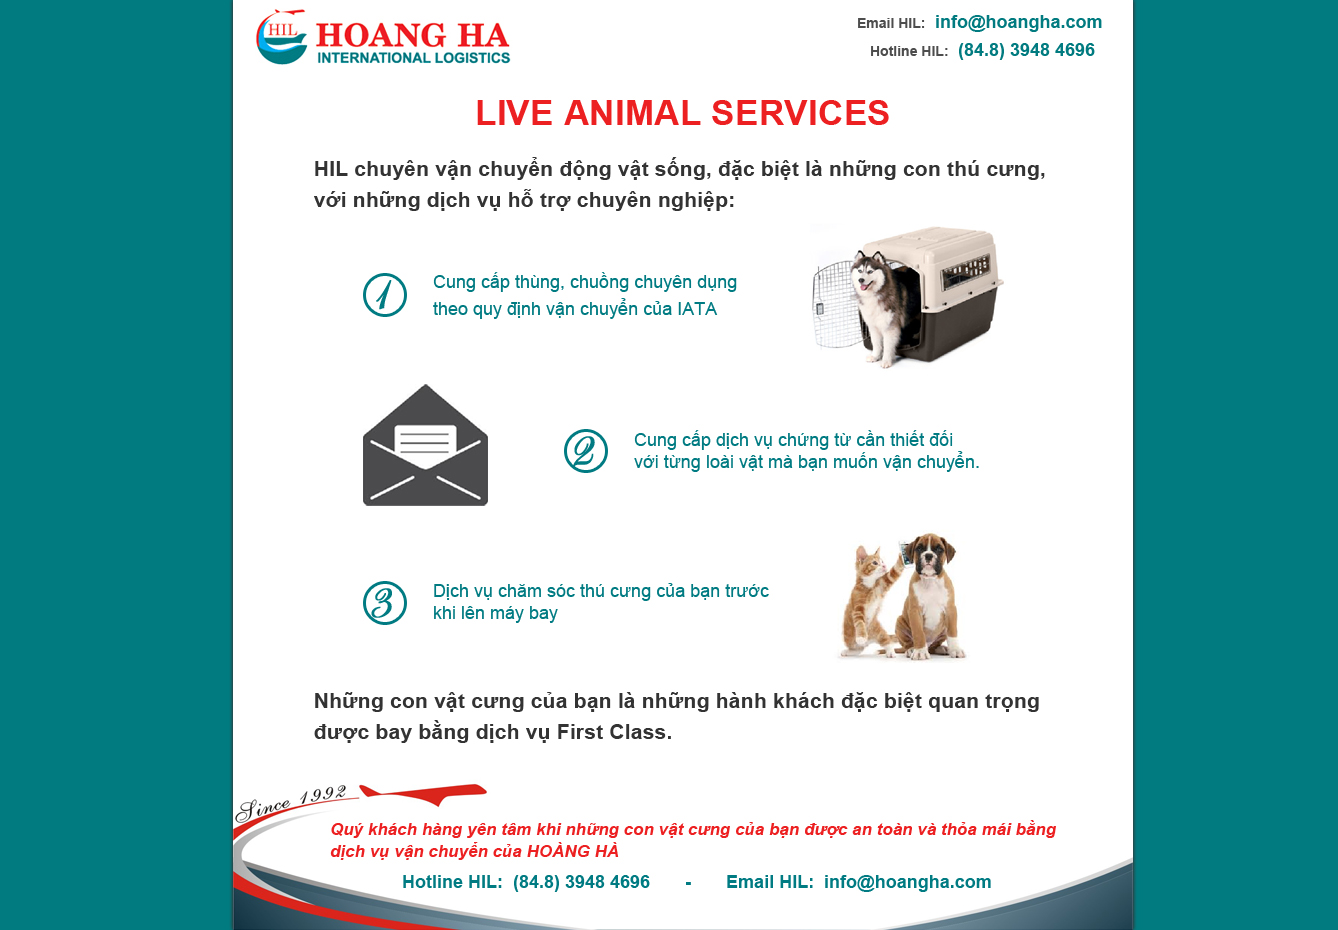 HIL
HOANG HA
INTERNATIONAL LOGISTICS
Email HIL: info@hoangha.com
Hotline HIL: (84.8) 3948 4696
LIVE ANIMAL SERVICES
HIL chuyên vận chuyển động vật sống, đặc biệt là những con thú cưng,
với những dịch vụ hỗ trợ chuyên nghiệp:
1
Cung cấp thùng, chuồng chuyên dụng
theo quy định vận chuyển của IATA
2
Cung cấp dịch vụ chứng từ cần thiết đối
với từng loài vật mà bạn muốn vận chuyển.
3
Dịch vụ chăm sóc thú cưng của bạn trước
khi lên máy bay
Những con vật cưng của bạn là những hành khách đặc biệt quan trọng
được bay bằng dịch vụ First Class.
Since 1992
Quý khách hàng yên tâm khi những con vật cưng của bạn được an toàn và thỏa mái bằng
dịch vụ vận chuyển của HOÀNG HÀ
Hotline HIL: (84.8) 3948 4696 - Email HIL: info@hoangha.com